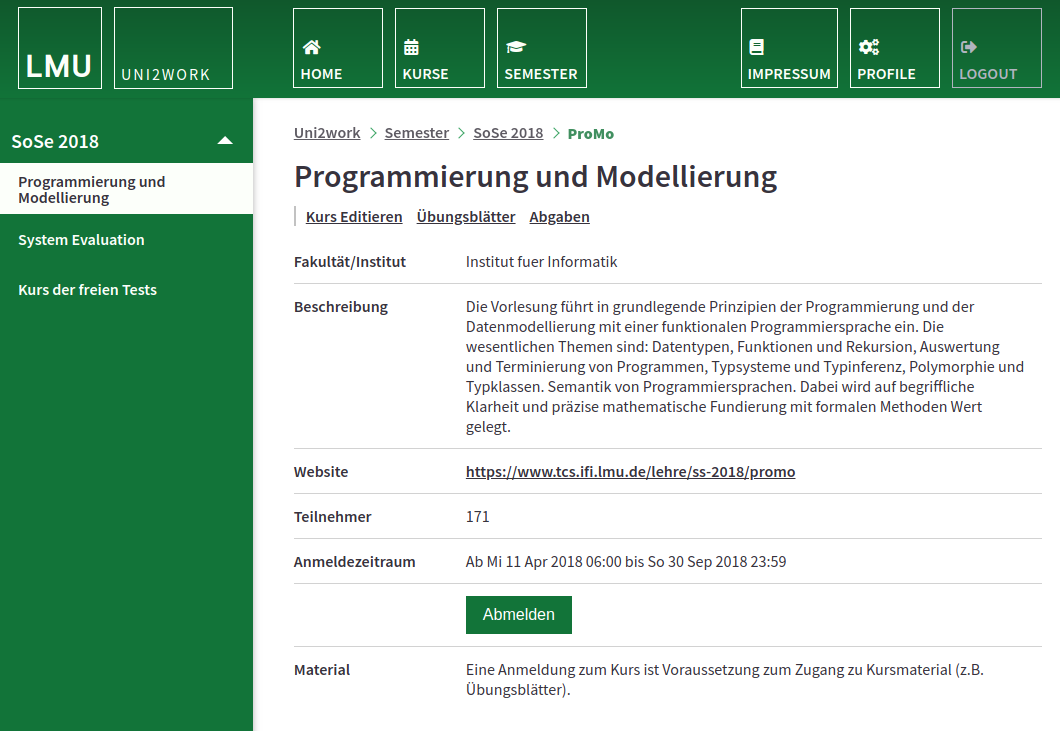 LMU
UNI2WORK
HOME
KURSE
SEMESTER
IMPRESSUM
PROFILE
LOGOUT
SoSe 2018
Programmierung und
Modellierung
System Evaluation
Kurs der freien Tests
Uni2work > Semester > SoSe 2018 > ProMo
Programmierung und Modellierung
Kurs Editieren Übungsblätter Abgaben
Fakultät/Institut Institut fuer Informatik
Beschreibung Die Vorlesung führt in grundlegende Prinzipien der Programmierung und der
Datenmodellierung mit einer funktionalen Programmiersprache ein. Die
wesentlichen Themen sind: Datentypen, Funktionen und Rekursion, Auswertung
und Terminierung von Programmen, Typsysteme und Typinferenz, Polymorphie und
Typklassen. Semantik von Programmiersprachen. Dabei wird auf begriffliche
Klarheit und präzise mathematische Fundierung mit formalen Methoden Wert
gelegt.
Website https://www.tcs.ifi.lmu.de/lehre/ss-2018/promo
Teilnehmer 171
Anmeldezeitraum Ab Mi 11 Apr 2018 06:00 bis So 30 Sep 2018 23:59
Abmelden
Material Eine Anmeldung zum Kurs ist Voraussetzung zum Zugang zu Kursmaterial (z.B.
Übungsblätter).